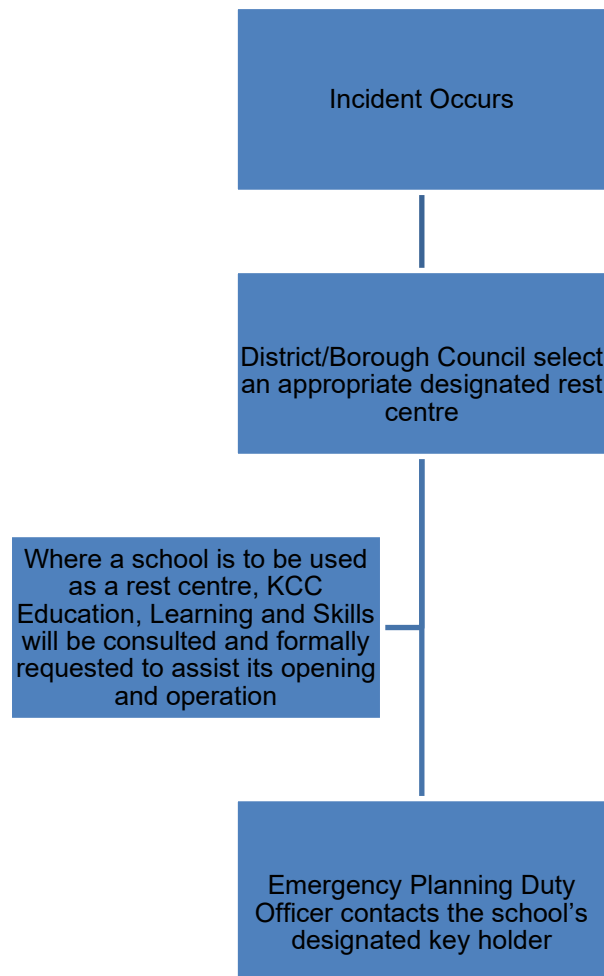 Incident Occurs
District/Borough Council select
an appropriate designated rest
centre
Where a school is to be used
as a rest centre, KCC
Education, Learning and Skills
will be consulted and formally
requested to assist its opening
and operation
Emergency Planning Duty
Officer contacts the school's
designated key holder